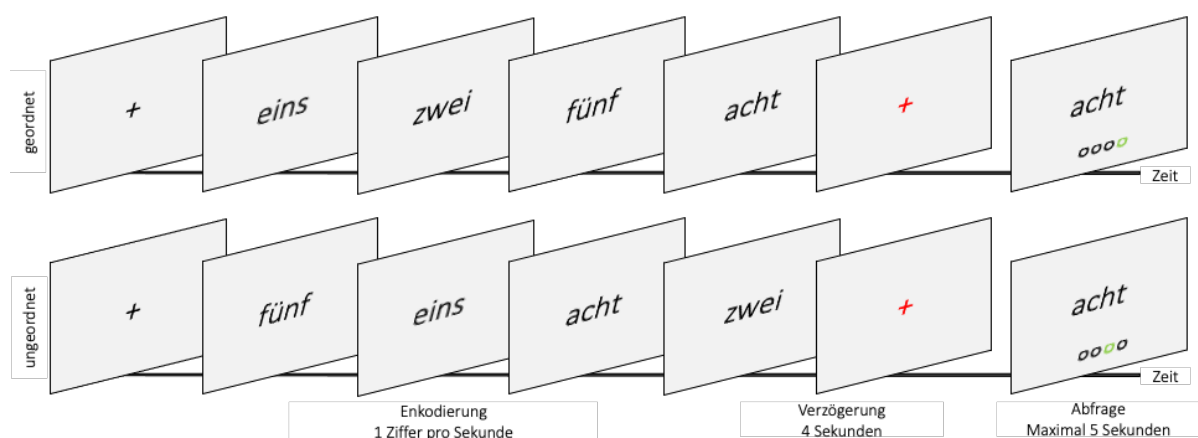 geordnet
+
eins
zwei
fünf
acht
+
acht
Zeit
ungeordnet
+
fünf
eins
acht
zwei
+
acht
Zeit
Enkodierung
1 Ziffer pro Sekunde
Verzögerung
4 Sekunden
Abfrage
Maximal 5 Sekunden